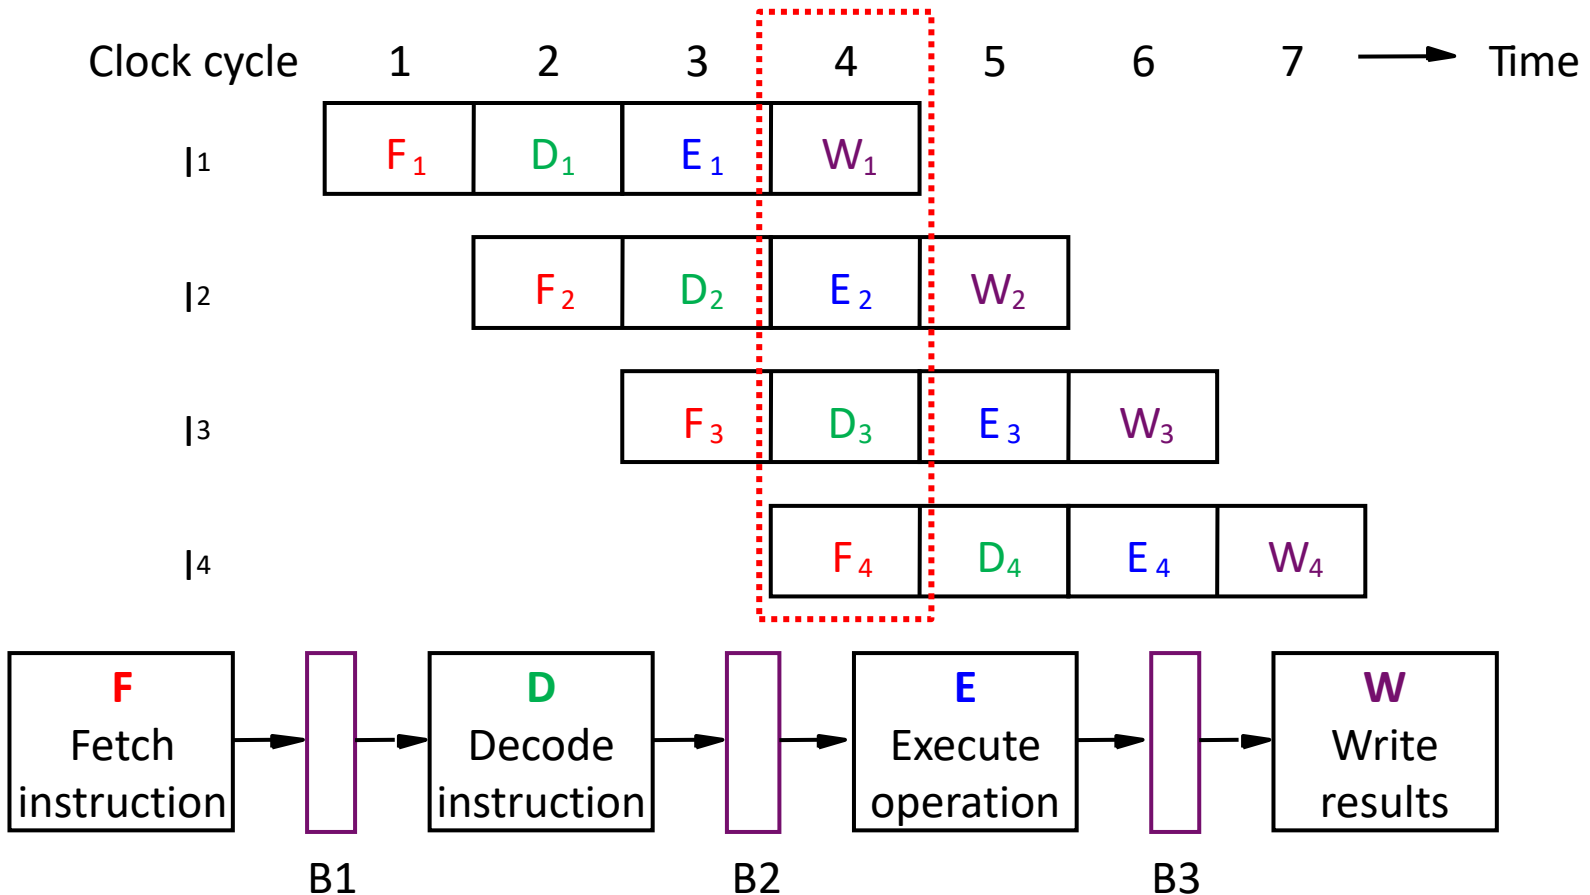 Clock cycle 1 2 3 4 5 6 7 Time
I1 F1 D1 E1 W1
I2 F2 D2 E2 W2
I3 F3 D3 E3 W3
I4 F4 D4 E4 W4
F D E W
Fetch Decode Execute Write
instruction instruction operation results
B1 B2 B3